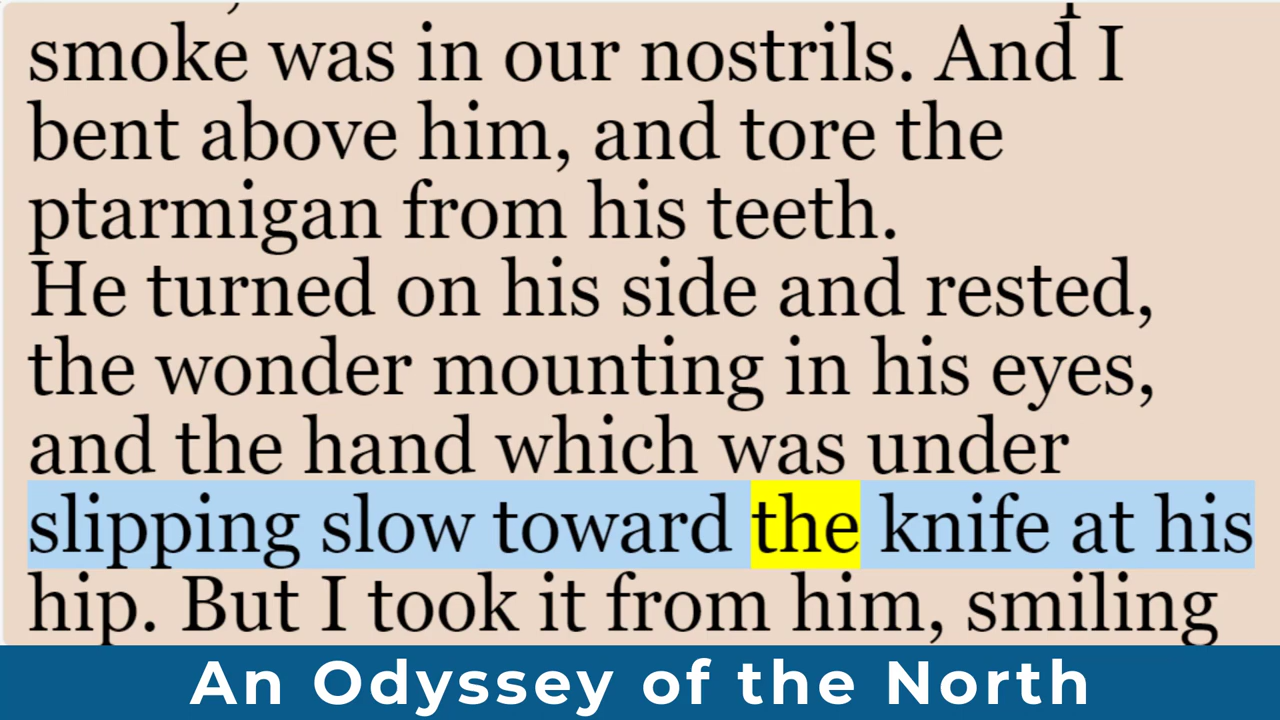 smoke was in our nostrils. And I
bent above him, and tore the
ptarmigan from his teeth.
He turned on his side and rested,
the wonder mounting in his eyes,
and the hand which was under
slipping slow toward the knife at his
hip. But I took it from him, smiling
An Odyssey of the North